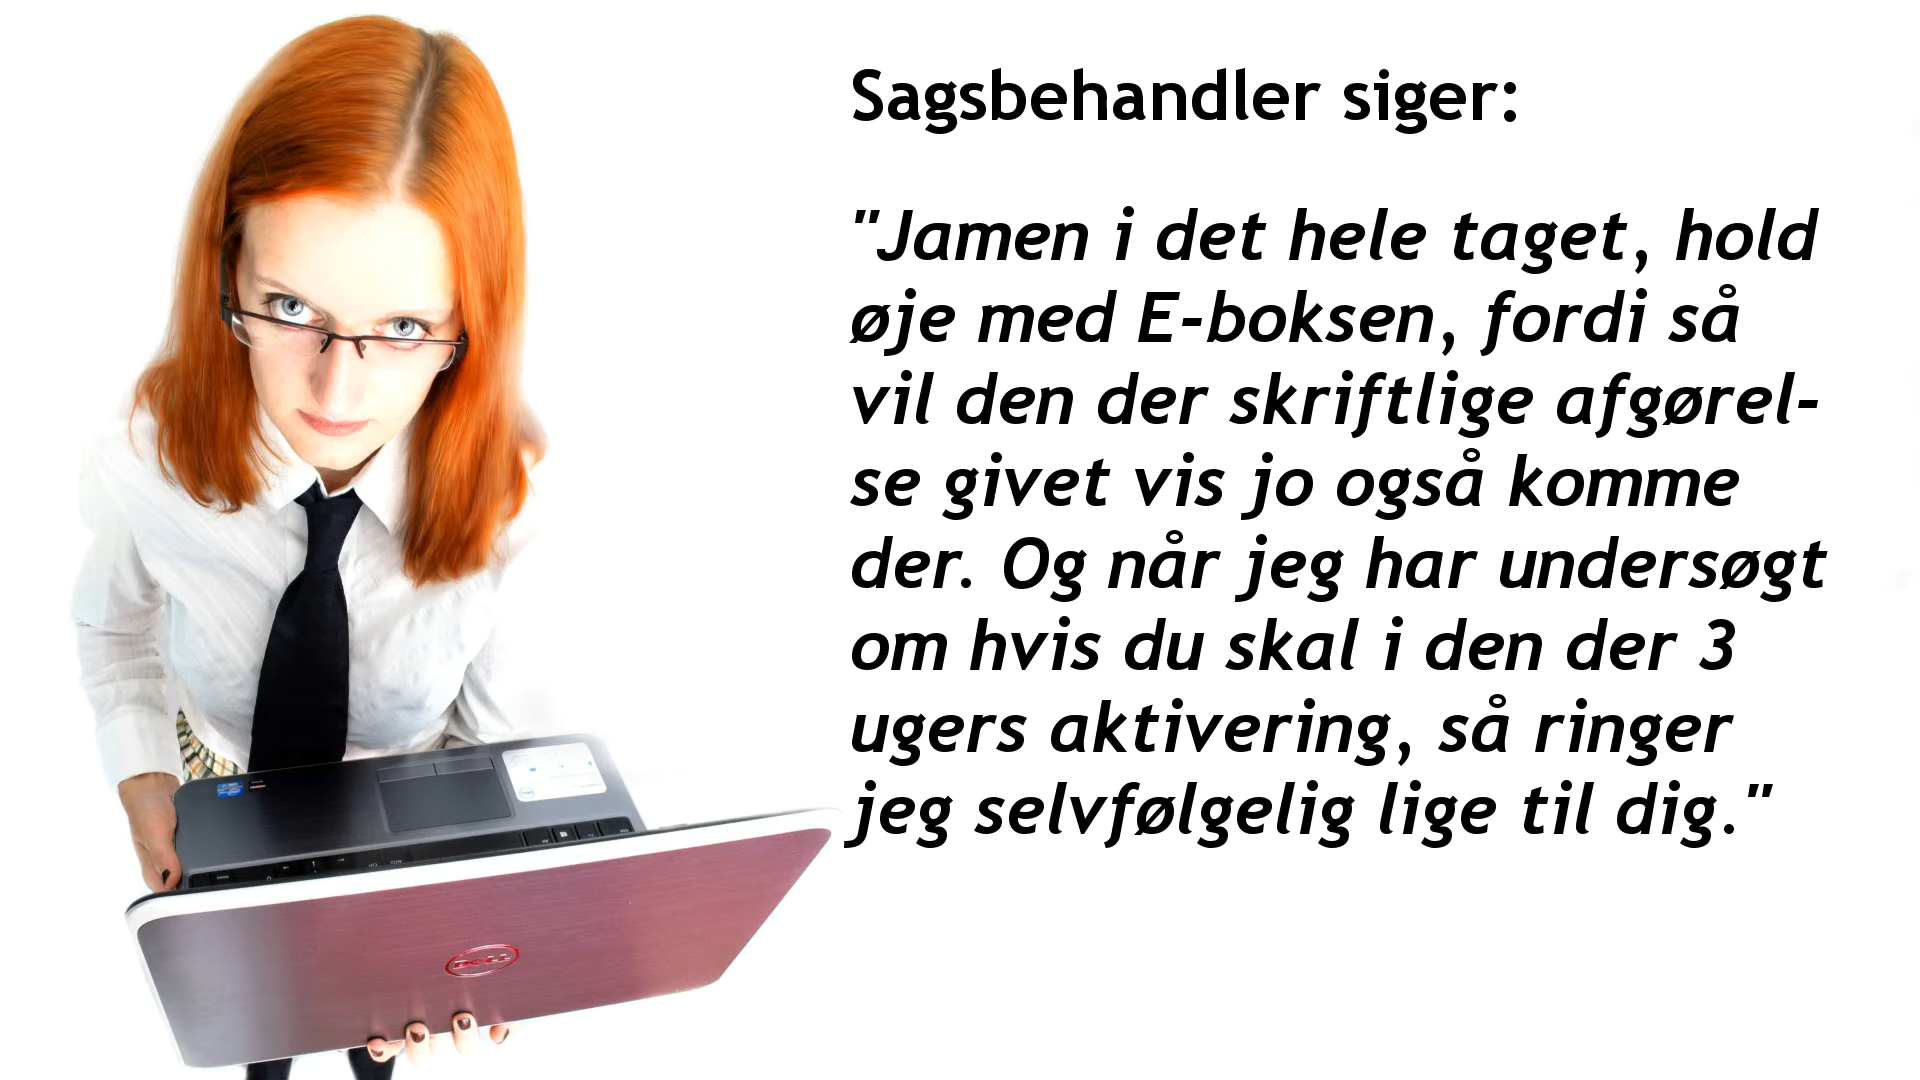 Sagsbehandler siger:
"Jamen i det hele taget, hold
øje med E-boksen, fordi så
vil den der skriftlige afgørel-
se givet vis jo også komme
der. Og når jeg har undersøgt
om hvis du skal i den der 3
ugers aktivering, så ringer
jeg selvfølgelig lige til dig."
DELL